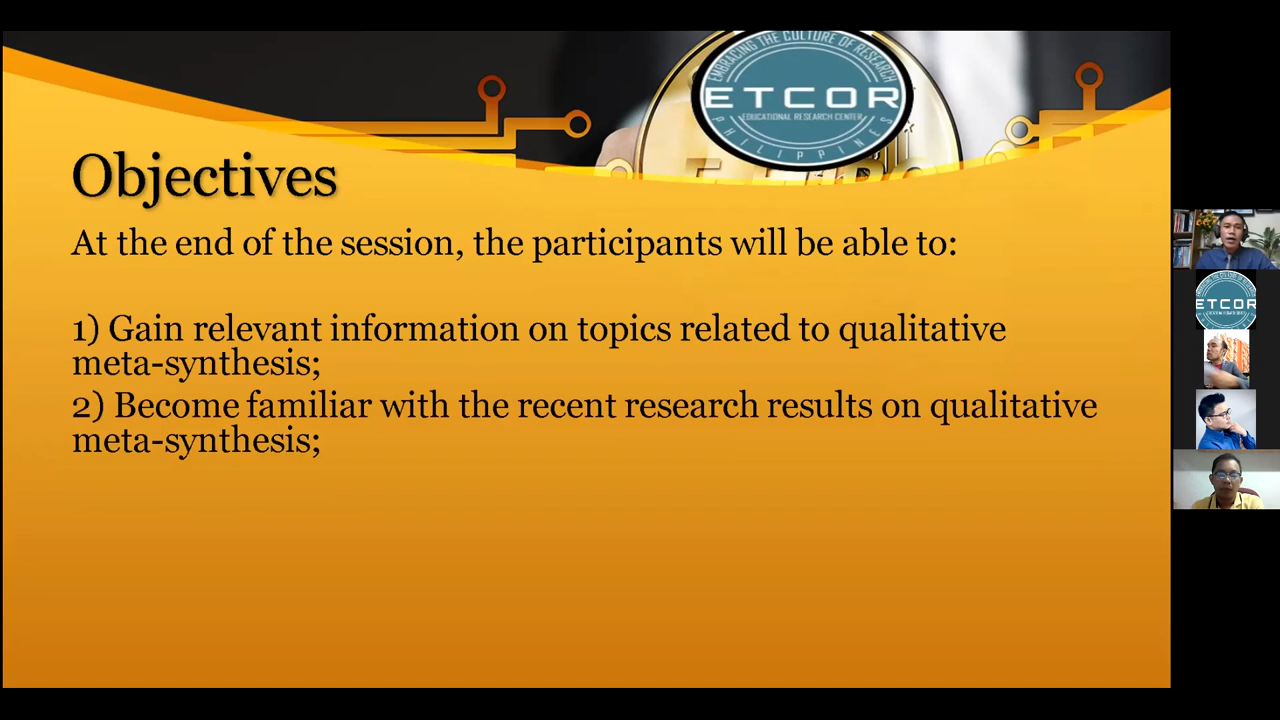 EMBRACING THE CULTURE OF RESEARCH
ETCOR
EDUCATIONAL RESEARCH CENTER
PHILIPPINES
Objectives
At the end of the session, the participants will be able to:
1) Gain relevant information on topics related to qualitative
meta-synthesis;
2) Become familiar with the recent research results on qualitative
meta-synthesis;
ETCOR